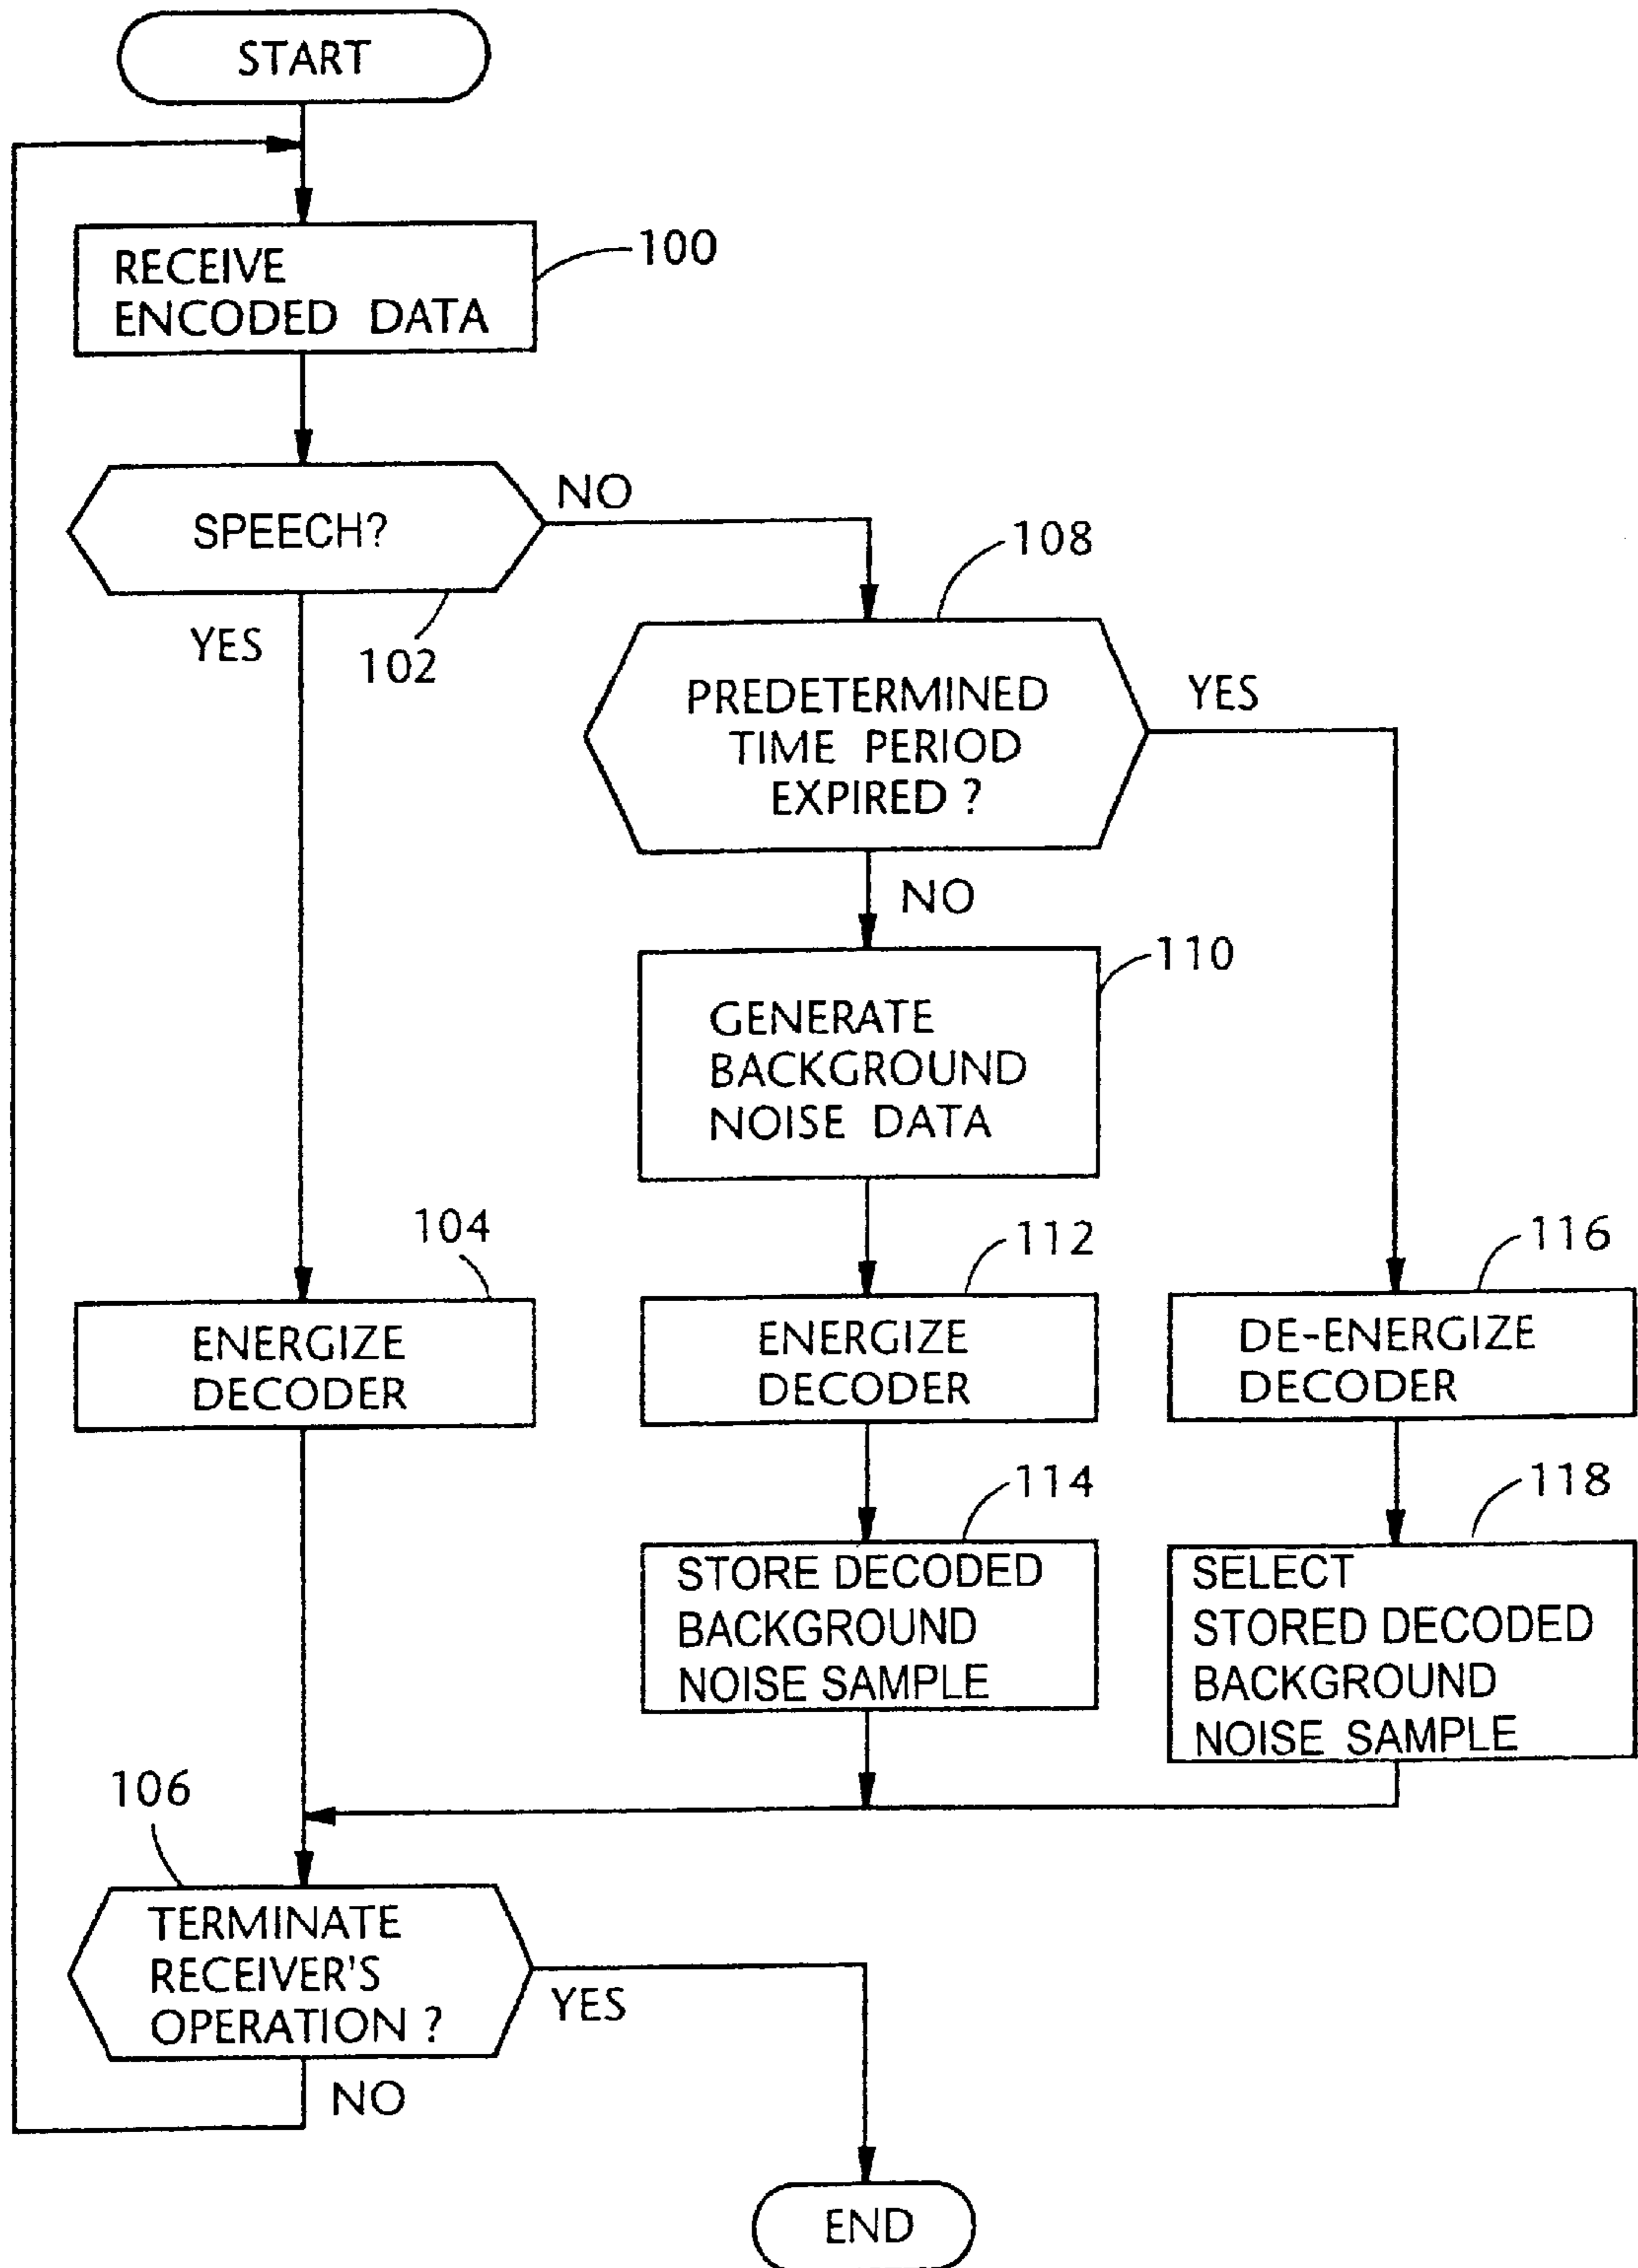 START
RECEIVE
ENCODED DATA
100
SPEECH?
NO
YES
102
108
PREDETERMINED
TIME PERIOD
EXPIRED ?
YES
NO
110
GENERATE
BACKGROUND
NOISE DATA
104
ENERGIZE
DECODER
112
ENERGIZE
DECODER
116
DE-ENERGIZE
DECODER
114
STORE DECODED
BACKGROUND
NOISE SAMPLE
118
SELECT
STORED DECODED
BACKGROUND
NOISE SAMPLE
106
TERMINATE
RECEIVER'S
OPERATION ?
YES
NO
END